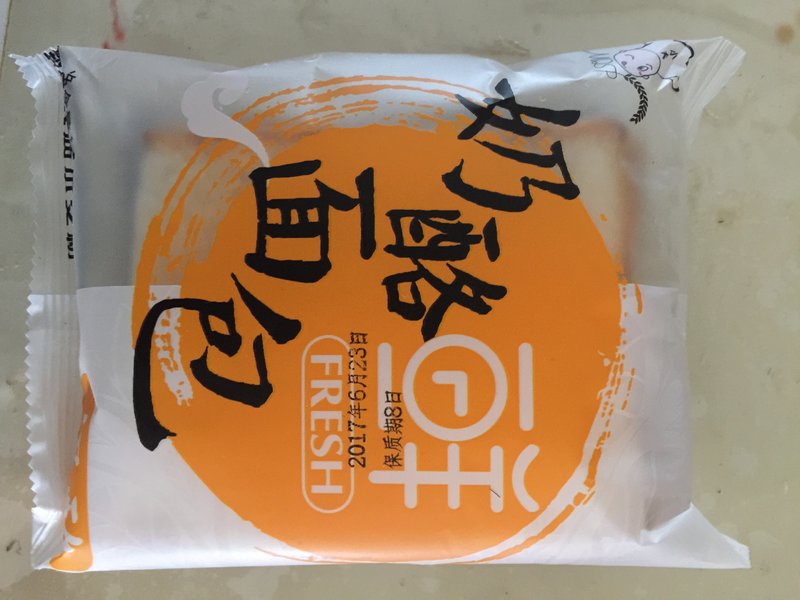 奶酪
面包
鲜
FRESH
2017年6月23日
保质期8日